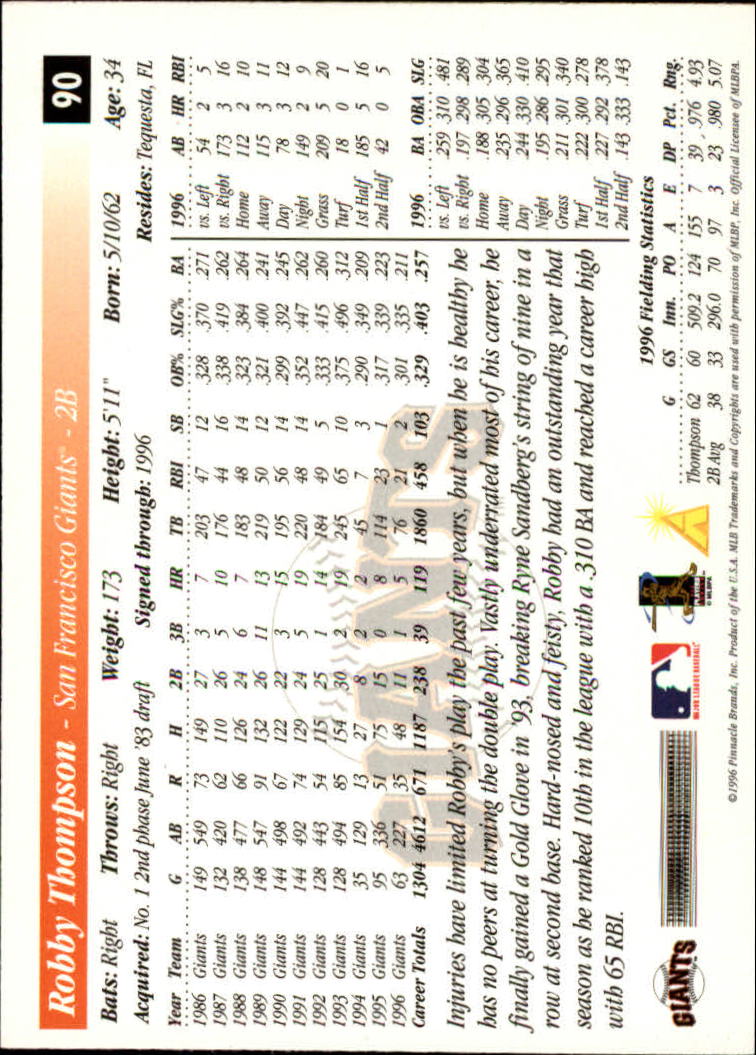 Robby Thompson - San Francisco Giants™ - 2B 90
Bats: Right Throws: Right Weight: 173 Height: 5'11" Born: 5/10/62 Age: 34
Acquired: No. 1 2nd phase June '83 draft Signed through: 1996 Resides: Tequesta, FL
Year Team G AB R H 2B 3B HR TB RBI SB OB% SLG% BA
1986 Giants 149 549 73 149 27 3 7 203 47 12 .328 .370 .271
1987 Giants 132 420 62 110 26 5 10 176 44 16 .338 .419 .262
1988 Giants 138 477 66 126 24 6 7 183 48 14 .323 .384 .264
1989 Giants 148 547 91 132 26 11 13 219 50 12 .321 .400 .241
1990 Giants 144 498 67 122 22 3 15 195 56 14 .299 .392 .245
1991 Giants 144 492 74 129 24 5 19 220 48 14 .352 .447 .262
1992 Giants 128 443 54 115 25 1 14 184 49 5 .333 .415 .260
1993 Giants 128 494 85 154 30 2 19 245 65 10 .375 .496 .312
1994 Giants 35 129 13 27 8 2 2 45 7 3 .290 .349 .209
1995 Giants 95 336 51 75 15 0 8 114 23 1 .317 .339 .223
1996 Giants 63 227 35 48 11 1 5 76 21 2 .301 .335 .211
Career Totals 1304 4612 671 1187 238 39 119 1860 458 103 .329 .403 .257
GIANTS
1996 AB HR RBI
vs. Left 54 2 5
vs. Right 173 3 16
Home 112 2 10
Away 115 3 11
Day 78 3 12
Night 149 2 9
Grass 209 5 20
Turf 18 0 1
1st Half 185 5 16
2nd Half 42 0 5
1996 BA OBA SLG
vs. Left .259 .310 .481
vs. Right .197 .298 .289
Home .188 .305 .304
Away .235 .296 .365
Day .244 .330 .410
Night .195 .286 .295
Grass .211 .301 .340
Turf .222 .300 .278
1st Half .227 .292 .378
2nd Half .143 .333 .143
Injuries have limited Robby's play the past few years, but when he is healthy he
has no peers at turning the double play. Vastly underrated most of his career, he
finally gained a Gold Glove in '93, breaking Ryne Sandberg's string of nine in a
row at second base. Hard-nosed and feisty, Robby had an outstanding year that
season as he ranked 10th in the league with a .310 BA and reached a career high
with 65 RBI.
1996 Fielding Statistics
G GS Inn. PO A E DP Pct. Rng.
Thompson 62 60 509.2 124 155 7 39 .976 4.93
2B Avg 38 33 296.0 70 97 3 23 .980 5.07
GIANTS
MAJOR LEAGUE BASEBALL
PLAYERS CHOICE
© MLBPA
©1996 Pinnacle Brands, Inc. Product of the U.S.A. MLB Trademarks and Copyrights are used with permission of MLBP, Inc. Official Licensee of MLBPA.